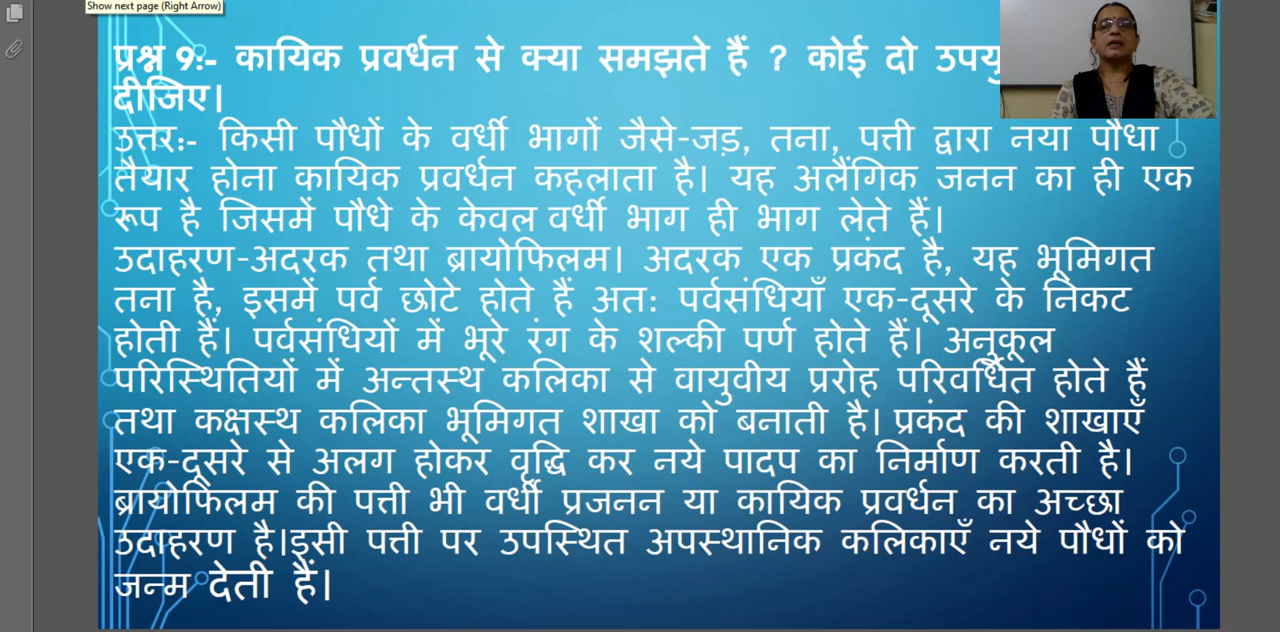 Show next page (Right Arrow)
प्रश्न 9:- कायिक प्रवर्धन से क्या समझते हैं ? कोई दो
दीजिए।
उत्तरः- किसी पौधों के वर्धी भागों जैसे-जड़, तना, पत्ती द्वारा नया पौधा
तैयार होना कायिक प्रवर्धन कहलाता है। यह अलैंगिक जनन का ही एक
रूप है जिसमें पौधे के केवल वर्धी भाग ही भाग लेते हैं।
उदाहरण-अदरक तथा ब्रायोफिलम। अदरक एक प्रकंद है, यह भूमिगत
तना है, इसमें पर्व छोटे होते हैं अतः पर्वसंधियाँ एक-दूसरे के निकट
होती हैं। पर्वसंधियों में भूरे रंग के शल्की पर्ण होते हैं। अनुकूल
परिस्थितियों में अन्तस्थ कलिका से वायुवीय प्ररोह परिवर्धित होते हैं
तथा कक्षस्थ कलिका भूमिगत शाखा को बनाती है। प्रकंद की शाखाएँ
एक-दूसरे से अलग होकर वृद्धि कर नये पादप का निर्माण करती है।
ब्रायोफिलम की पत्ती भी वर्धी प्रजनन या कायिक प्रवर्धन का अच्छा
उदाहरण है।इसी पत्ती पर उपस्थित अपस्थानिक कलिकाएँ नये पौधों को
जन्म देती हैं।